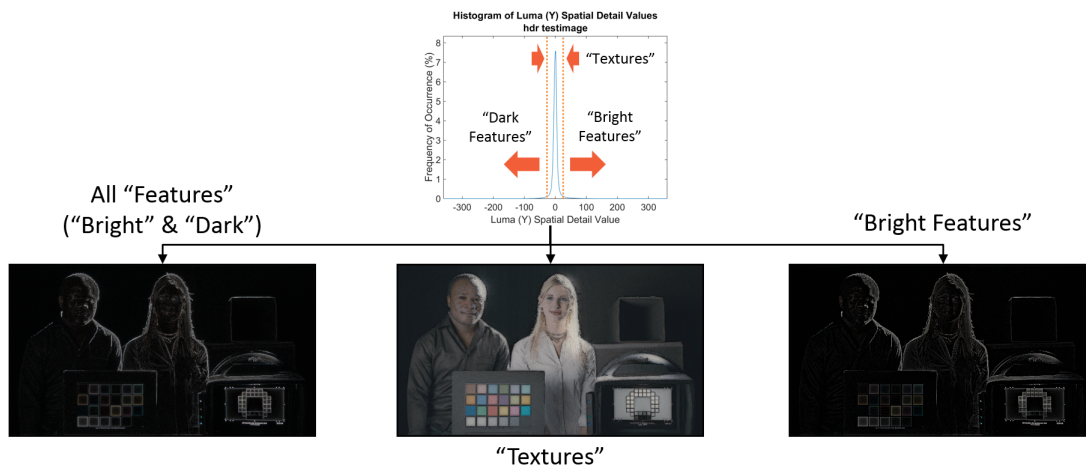 Histogram of Luma (Y) Spatial Detail Values
hdr testimage
8
7
6
5
4
3
2
1
0
Frequency of Occurrence (%)
“Textures”
“Dark
Features”
“Bright
Features”
-300 -200 -100 0 100 200 300
Luma (Y) Spatial Detail Value
All “Features”
(“Bright” & “Dark”)
“Bright Features”
“Textures”